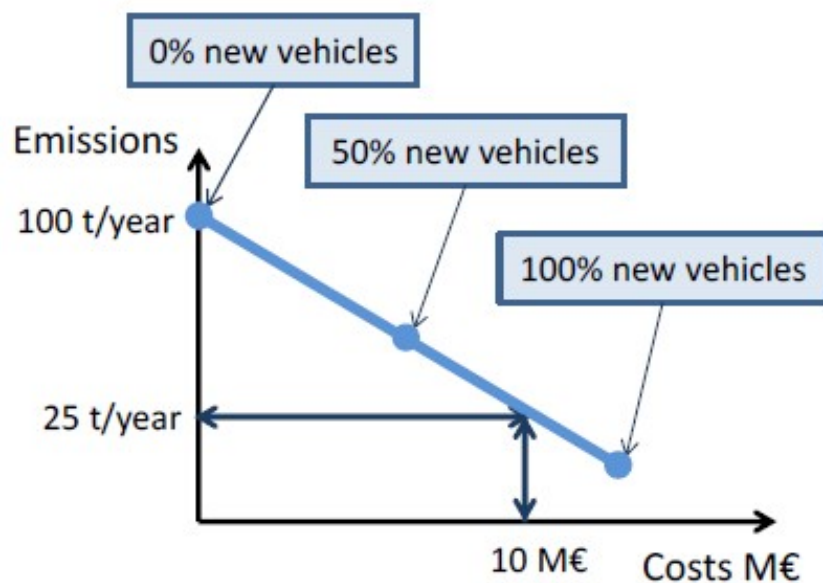 0% new vehicles
Emissions
50% new vehicles
100 t/year
100% new vehicles
25 t/year
10 M€
Costs M€